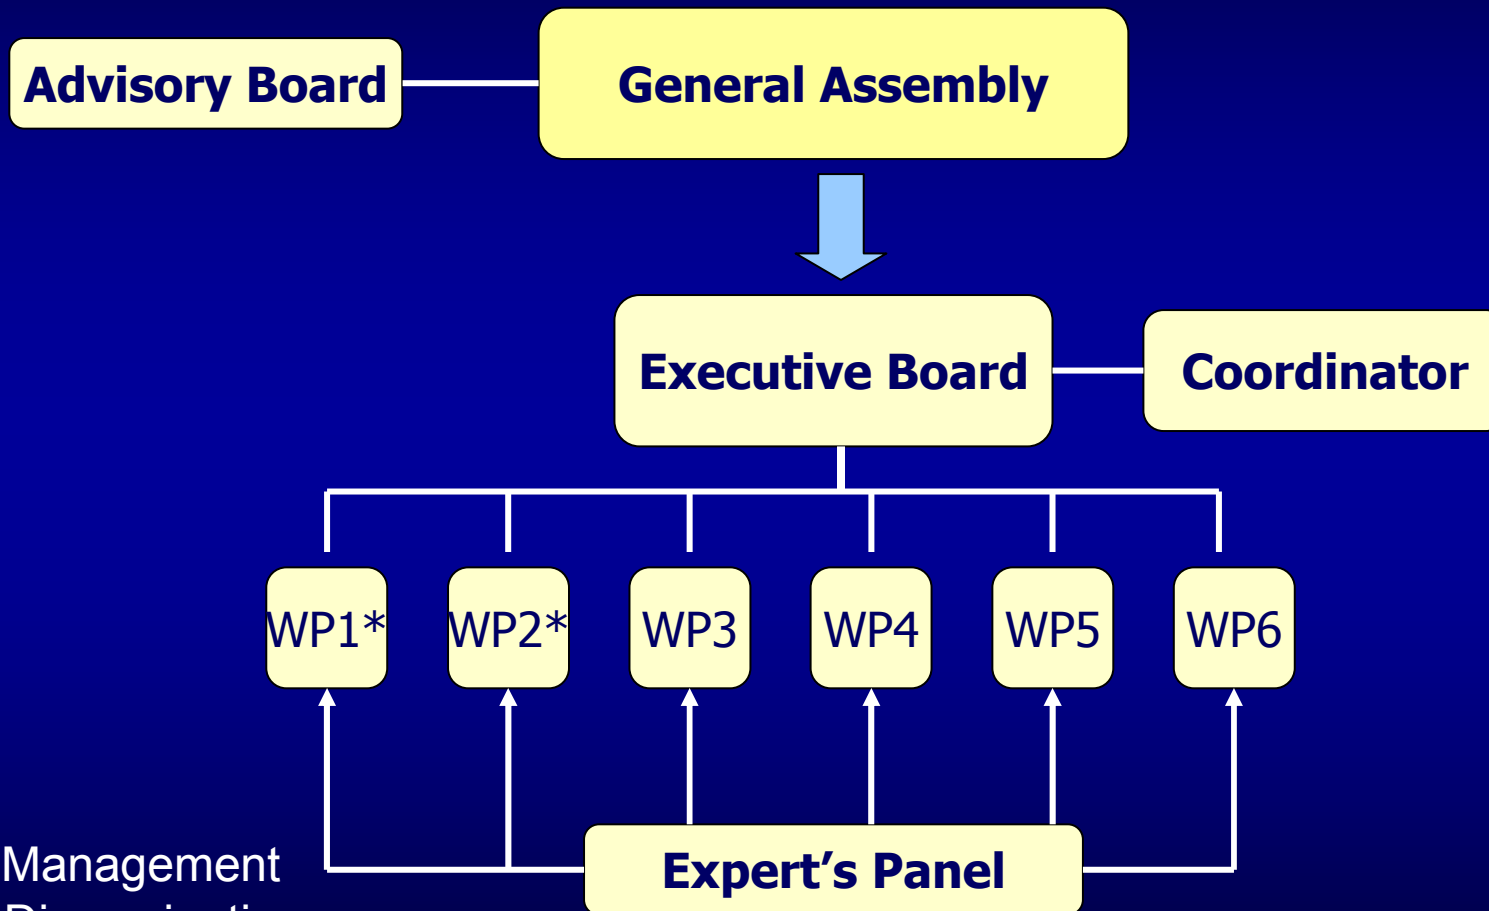 Advisory Board
General Assembly
Executive Board
Coordinator
WP1*
WP2*
WP3
WP4
WP5
WP6
Management
Expert’s Panel